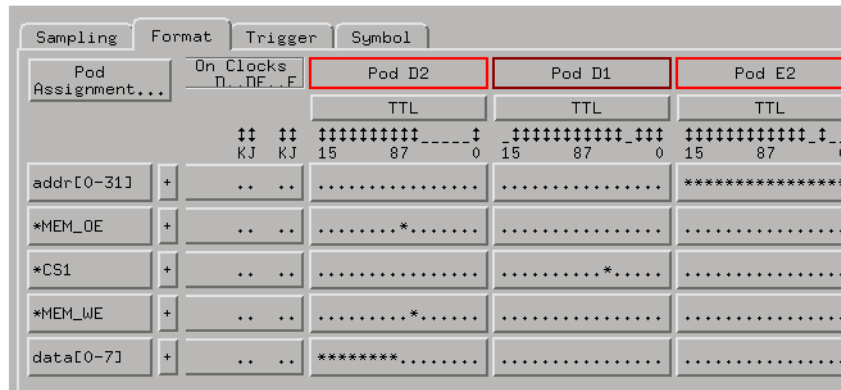 Sampling Format Trigger Symbol
Pod Assignment... On Clocks Pod D2 Pod D1 Pod E2
TTL TTL TTL
KJ KJ 15 87 0 15 87 0 15 87
addr[0-31] + .. .. ................ ................ ****************
*MEM_OE + .. .. ........*....... ................ ................
*CS1 + .. .. ................ ..........*..... ................
*MEM_WE + .. .. .........*...... ................ ................
data[0-7] + .. .. ********........ ................ ................